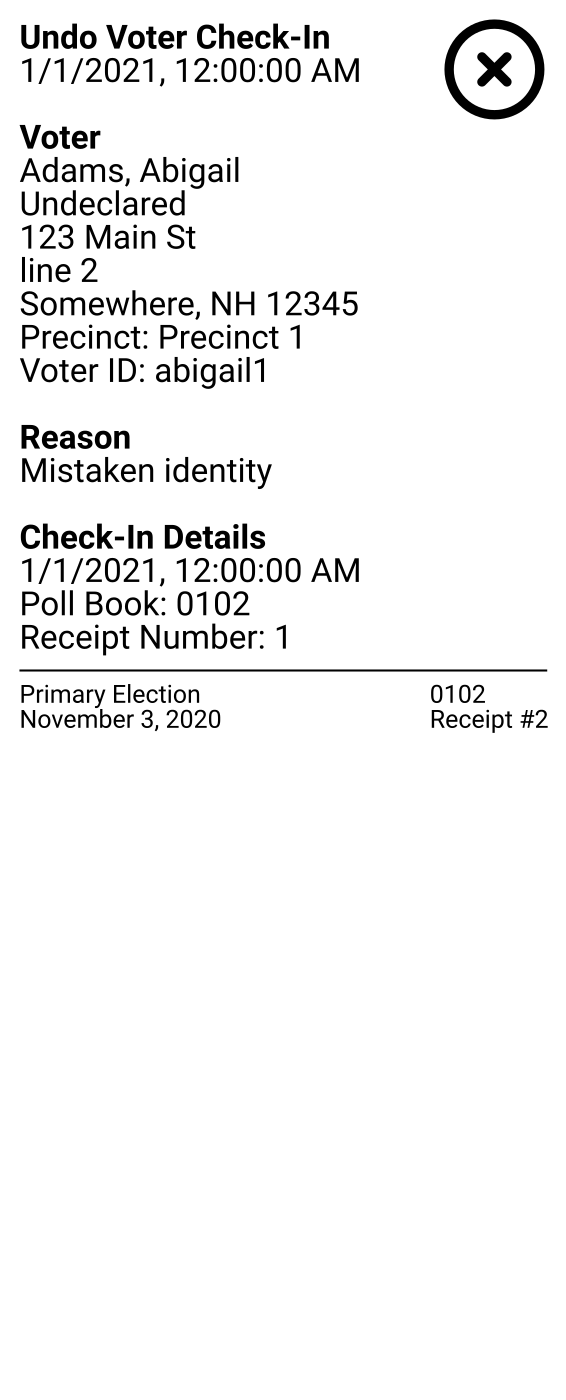 Undo Voter Check-In
1/1/2021, 12:00:00 AM
Voter
Adams, Abigail
Undeclared
123 Main St
line 2
Somewhere, NH 12345
Precinct: Precinct 1
Voter ID: abigail1
Reason
Mistaken identity
Check-In Details
1/1/2021, 12:00:00 AM
Poll Book: 0102
Receipt Number: 1
Primary Election 0102
November 3, 2020 Receipt #2